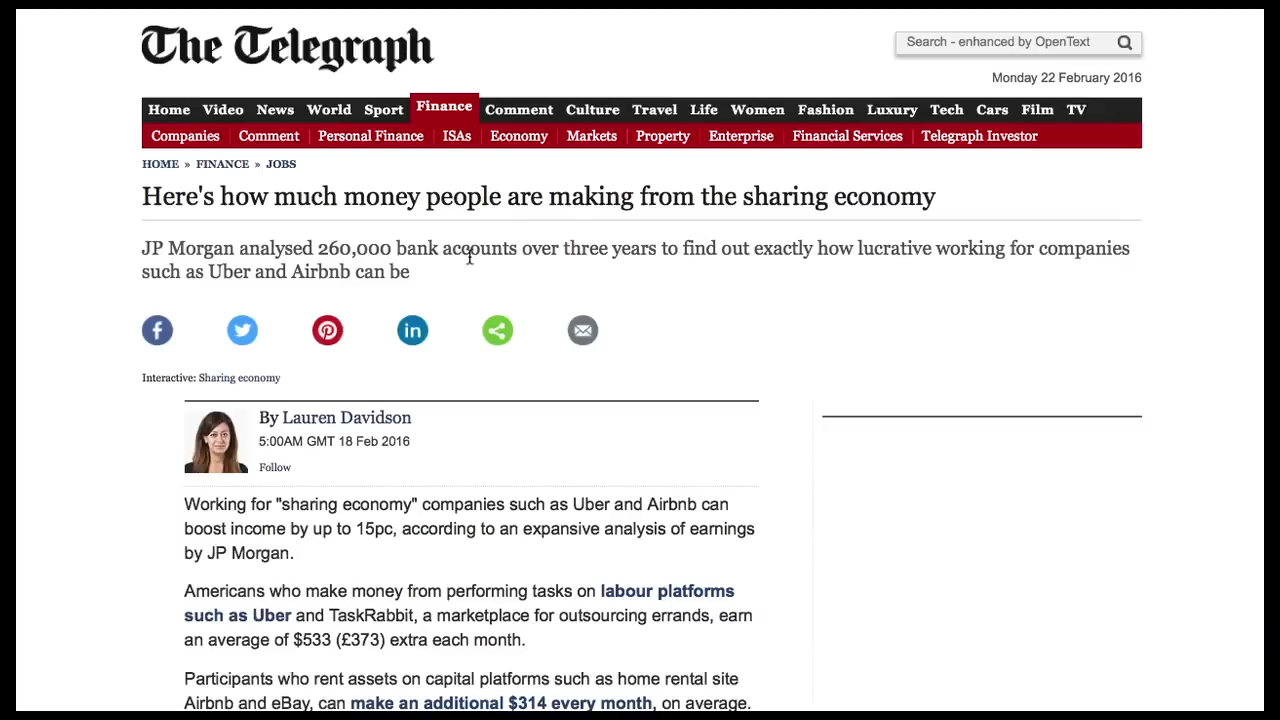 The Telegraph
Search - enhanced by OpenText
Monday 22 February 2016
Home Video News World Sport Finance Comment Culture Travel Life Women Fashion Luxury Tech Cars Film TV
Companies Comment Personal Finance ISAs Economy Markets Property Enterprise Financial Services Telegraph Investor
HOME » FINANCE » JOBS
Here's how much money people are making from the sharing economy
JP Morgan analysed 260,000 bank accounts over three years to find out exactly how lucrative working for companies
such as Uber and Airbnb can be
Interactive: Sharing economy
By Lauren Davidson
5:00AM GMT 18 Feb 2016
Follow
Working for "sharing economy" companies such as Uber and Airbnb can
boost income by up to 15pc, according to an expansive analysis of earnings
by JP Morgan.
Americans who make money from performing tasks on labour platforms
such as Uber and TaskRabbit, a marketplace for outsourcing errands, earn
an average of $533 (£373) extra each month.
Participants who rent assets on capital platforms such as home rental site
Airbnb and eBay, can make an additional $314 every month, on average.